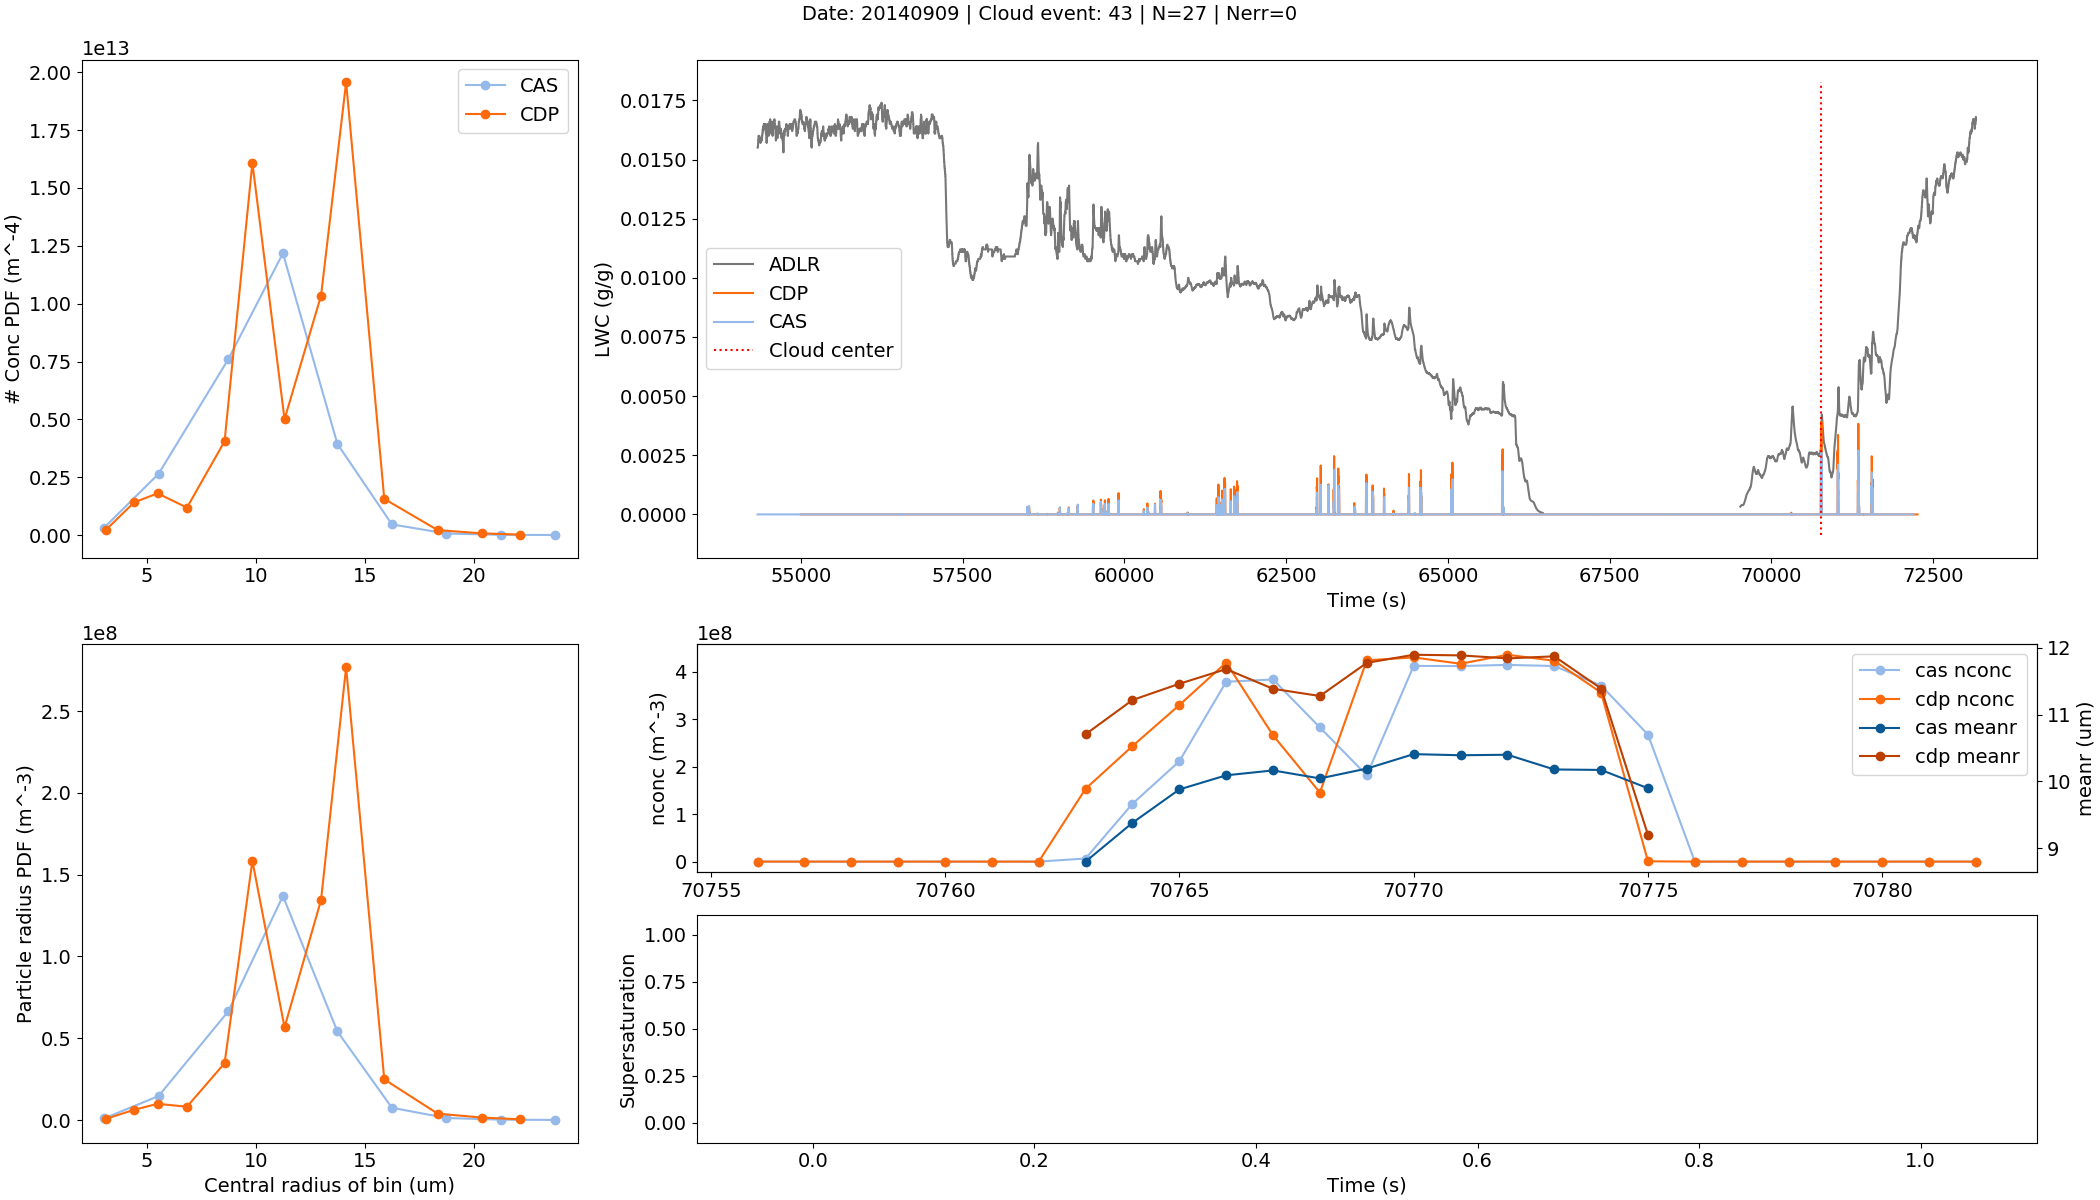 Date: 20140909 | Cloud event: 43 | N=27 | Nerr=0
1e13
2.00
1.75
1.50
1.25
1.00
0.75
0.50
0.25
0.00
# Conc PDF (m^-4)
5 10 15 20
CAS
CDP
0.0175
0.0150
0.0125
0.0100
0.0075
0.0050
0.0025
0.0000
LWC (g/g)
ADLR
CDP
CAS
Cloud center
55000 57500 60000 62500 65000 67500 70000 72500
Time (s)
1e8
2.5
2.0
1.5
1.0
0.5
0.0
Particle radius PDF (m^-3)
5 10 15 20
Central radius of bin (um)
1e8
4
3
2
1
0
nconc (m^-3)
cas nconc
cdp nconc
cas meanr
cdp meanr
12
11
10
9
meanr (um)
70755 70760 70765 70770 70775 70780
1.00
0.75
0.50
0.25
0.00
Supersaturation
0.0 0.2 0.4 0.6 0.8 1.0
Time (s)